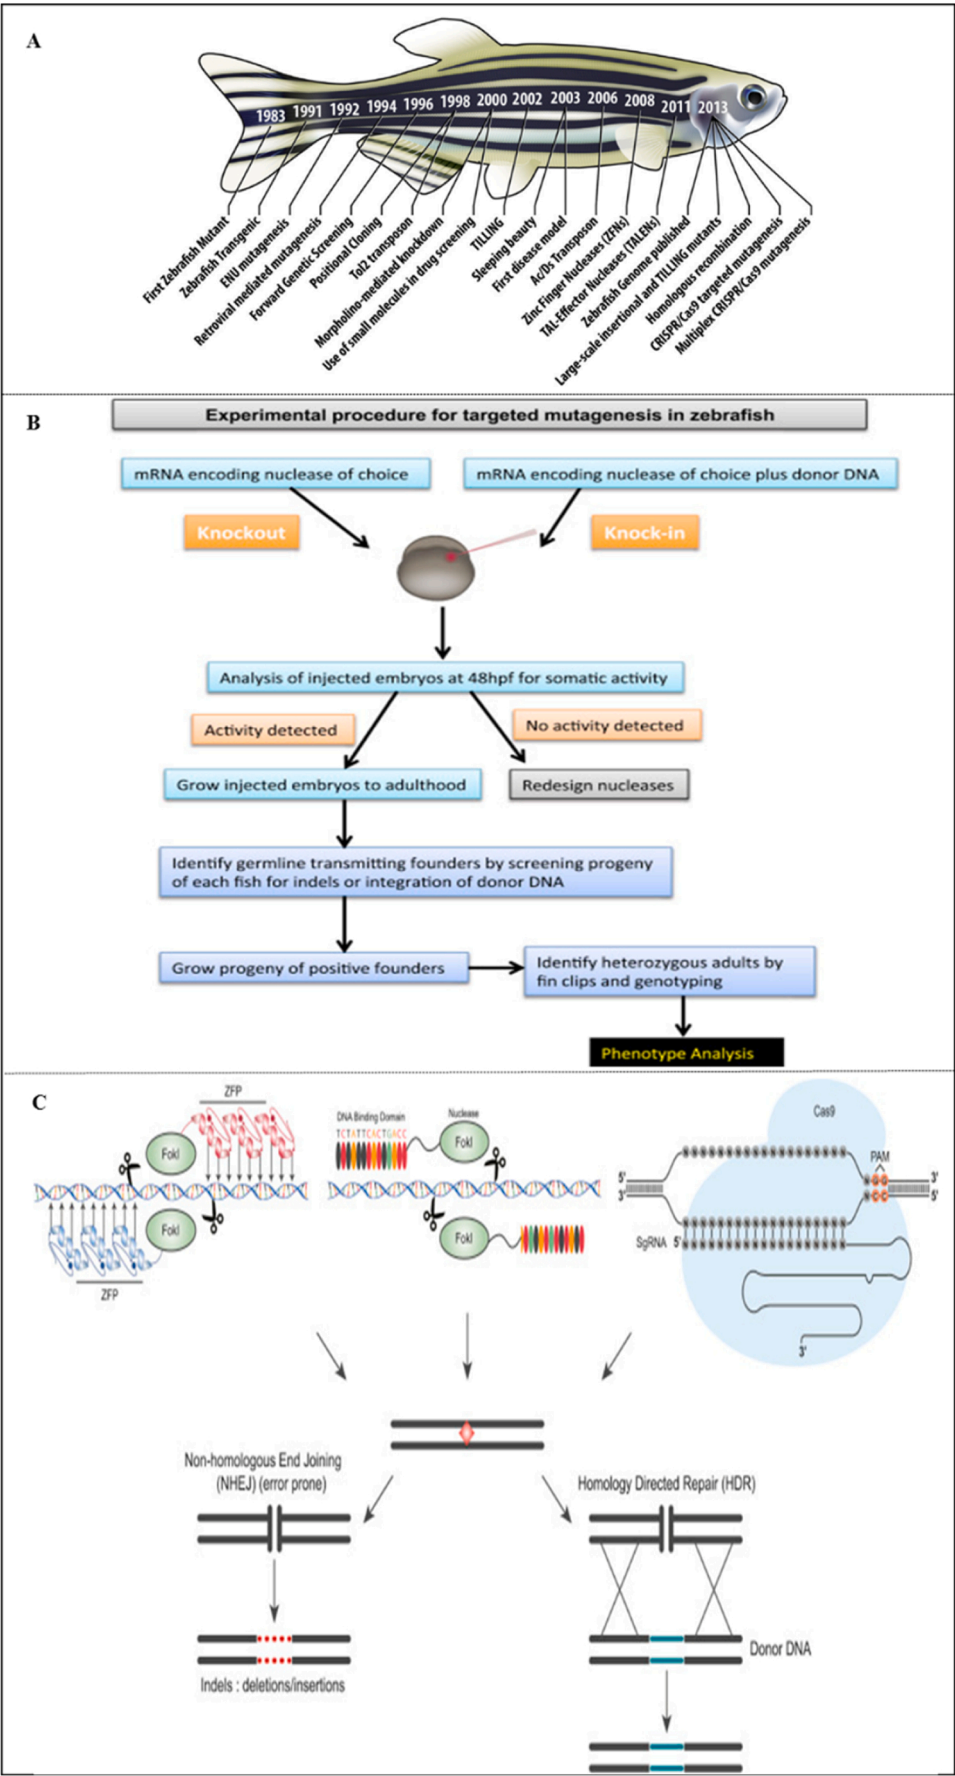 A
1983 1991 1992 1994 1996 1998 2000 2002 2003 2006 2008 2011 2013
First Zebrafish Mutant
Zebrafish Transgenic
ENU mutagenesis
Retroviral mediated mutagenesis
Forward Genetic Screening
Positional Cloning
Tol2 transposon
Morpholino-mediated knockdown
Use of small molecules in drug screening
TILLING
Sleeping beauty
First disease model
Ac/Ds Transposon
Zinc Finger Nucleases (ZFNs)
TAL-Effector Nucleases (TALENs)
Zebrafish Genome published
Large-scale insertional and TILLING mutants
Homologous recombination
CRISPR/Cas9 targeted mutagenesis
Multiplex CRISPR/Cas9 mutagenesis
B
Experimental procedure for targeted mutagenesis in zebrafish
mRNA encoding nuclease of choice
mRNA encoding nuclease of choice plus donor DNA
Knockout
Knock-in
Analysis of injected embryos at 48hpf for somatic activity
Activity detected
No activity detected
Grow injected embryos to adulthood
Redesign nucleases
Identify germline transmitting founders by screening progeny
of each fish for indels or integration of donor DNA
Grow progeny of positive founders
Identify heterozygous adults by
fin clips and genotyping
Phenotype Analysis
C
ZFP
FokI
FokI
ZFP
DNA Binding Domain
TCTATTCACTGACC
Nuclease
FokI
FokI
Cas9
PAM
5'
3'
3'
5'
SgRNA 5'
3'
Non-homologous End Joining
(NHEJ) (error prone)
Homology Directed Repair (HDR)
Donor DNA
Indels : deletions/insertions